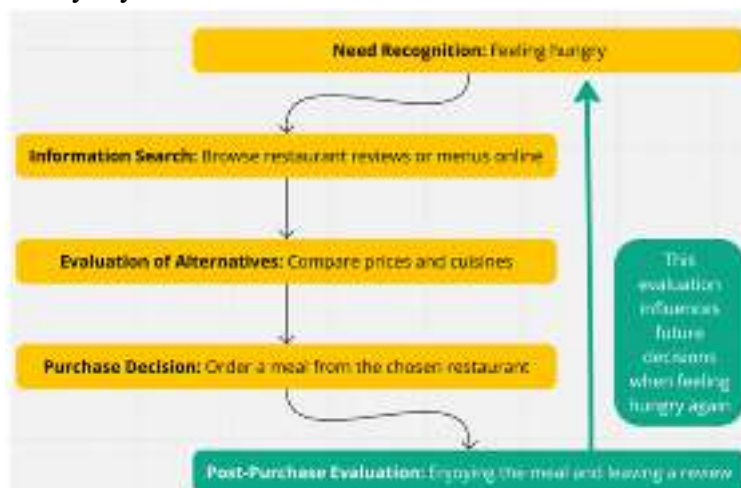 Need Recognition: Feeling hungry
Information Search: Browse restaurant reviews or menus online
Evaluation of Alternatives: Compare prices and cuisines
Purchase Decision: Order a meal from the chosen restaurant
This
evaluation
influences
future
decisions
when feeling
hungry again
Post-Purchase Evaluation: Enjoying the meal and leaving a review